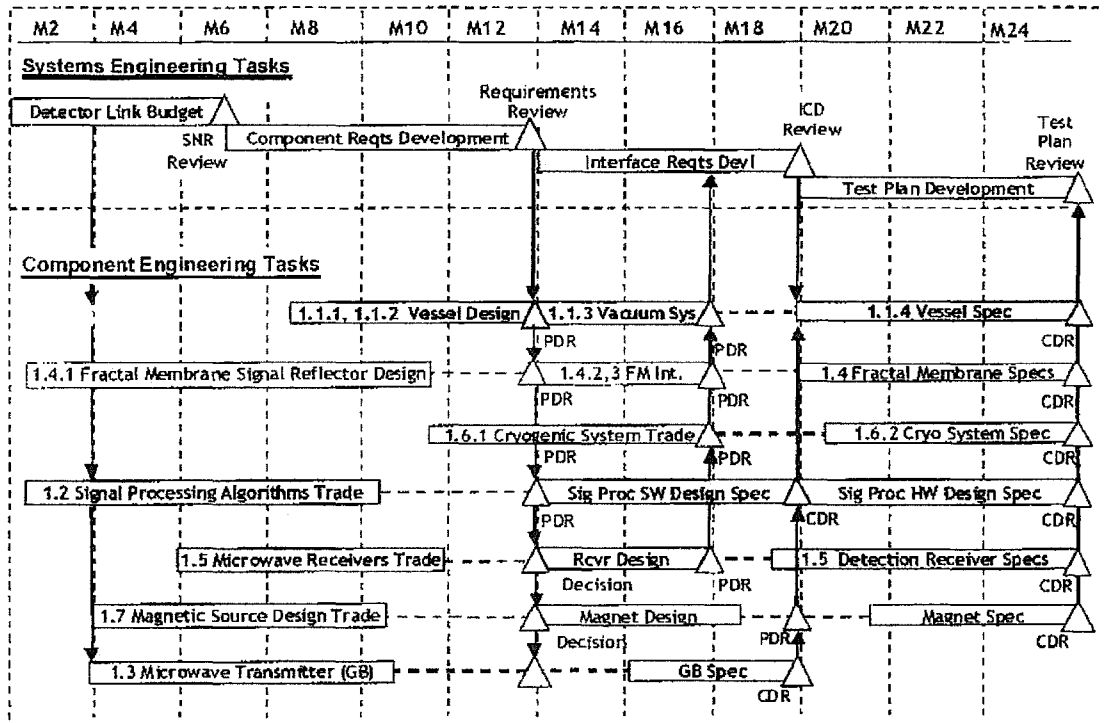 M2 M4 M6 M8 M10 M12 M14 M16 M18 M20 M22 M24
Systems Engineering Tasks
Detector Link Budget
SNR
Review
Component Reqts Development
Requirements
Review
Interface Reqts Devl
ICD
Review
Test Plan Development
Test
Plan
Review
Component Engineering Tasks
1.1.1, 1.1.2 Vessel Design
1.1.3 Vacuum Sys
1.1.4 Vessel Spec
PDR PDR CDR
1.4.1 Fractal Membrane Signal Reflector Design
1.4.2,3 FM Int.
1.4 Fractal Membrane Specs
PDR PDR CDR
1.6.1 Cryogenic System Trade
1.6.2 Cryo System Spec
PDR PDR CDR
1.2 Signal Processing Algorithms Trade
Sig Proc SW Design Spec
Sig Proc HW Design Spec
PDR CDR CDR
1.5 Microwave Receivers Trade
Rcvr Design
1.5 Detection Receiver Specs
Decision PDR CDR
1.7 Magnetic Source Design Trade
Magnet Design
Magnet Spec
Decision PDR CDR
1.3 Microwave Transmitter (GB)
GB Spec
CDR